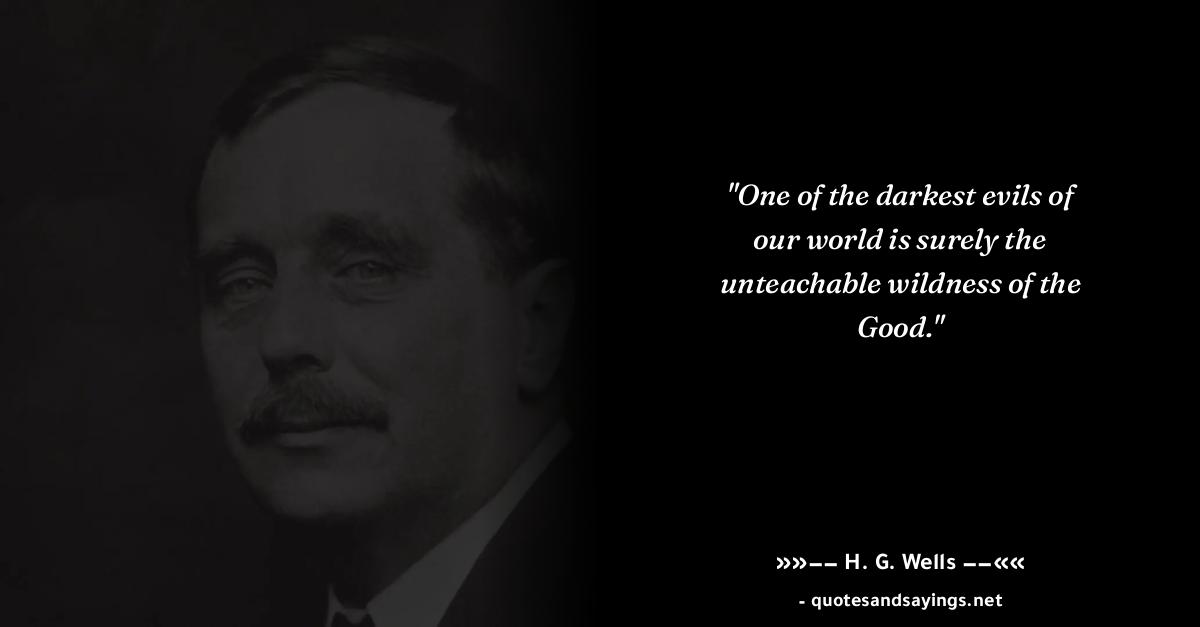 "One of the darkest evils of
our world is surely the
unteachable wildness of the
Good."
»»–– H. G. Wells ––««
- quotesandsayings.net